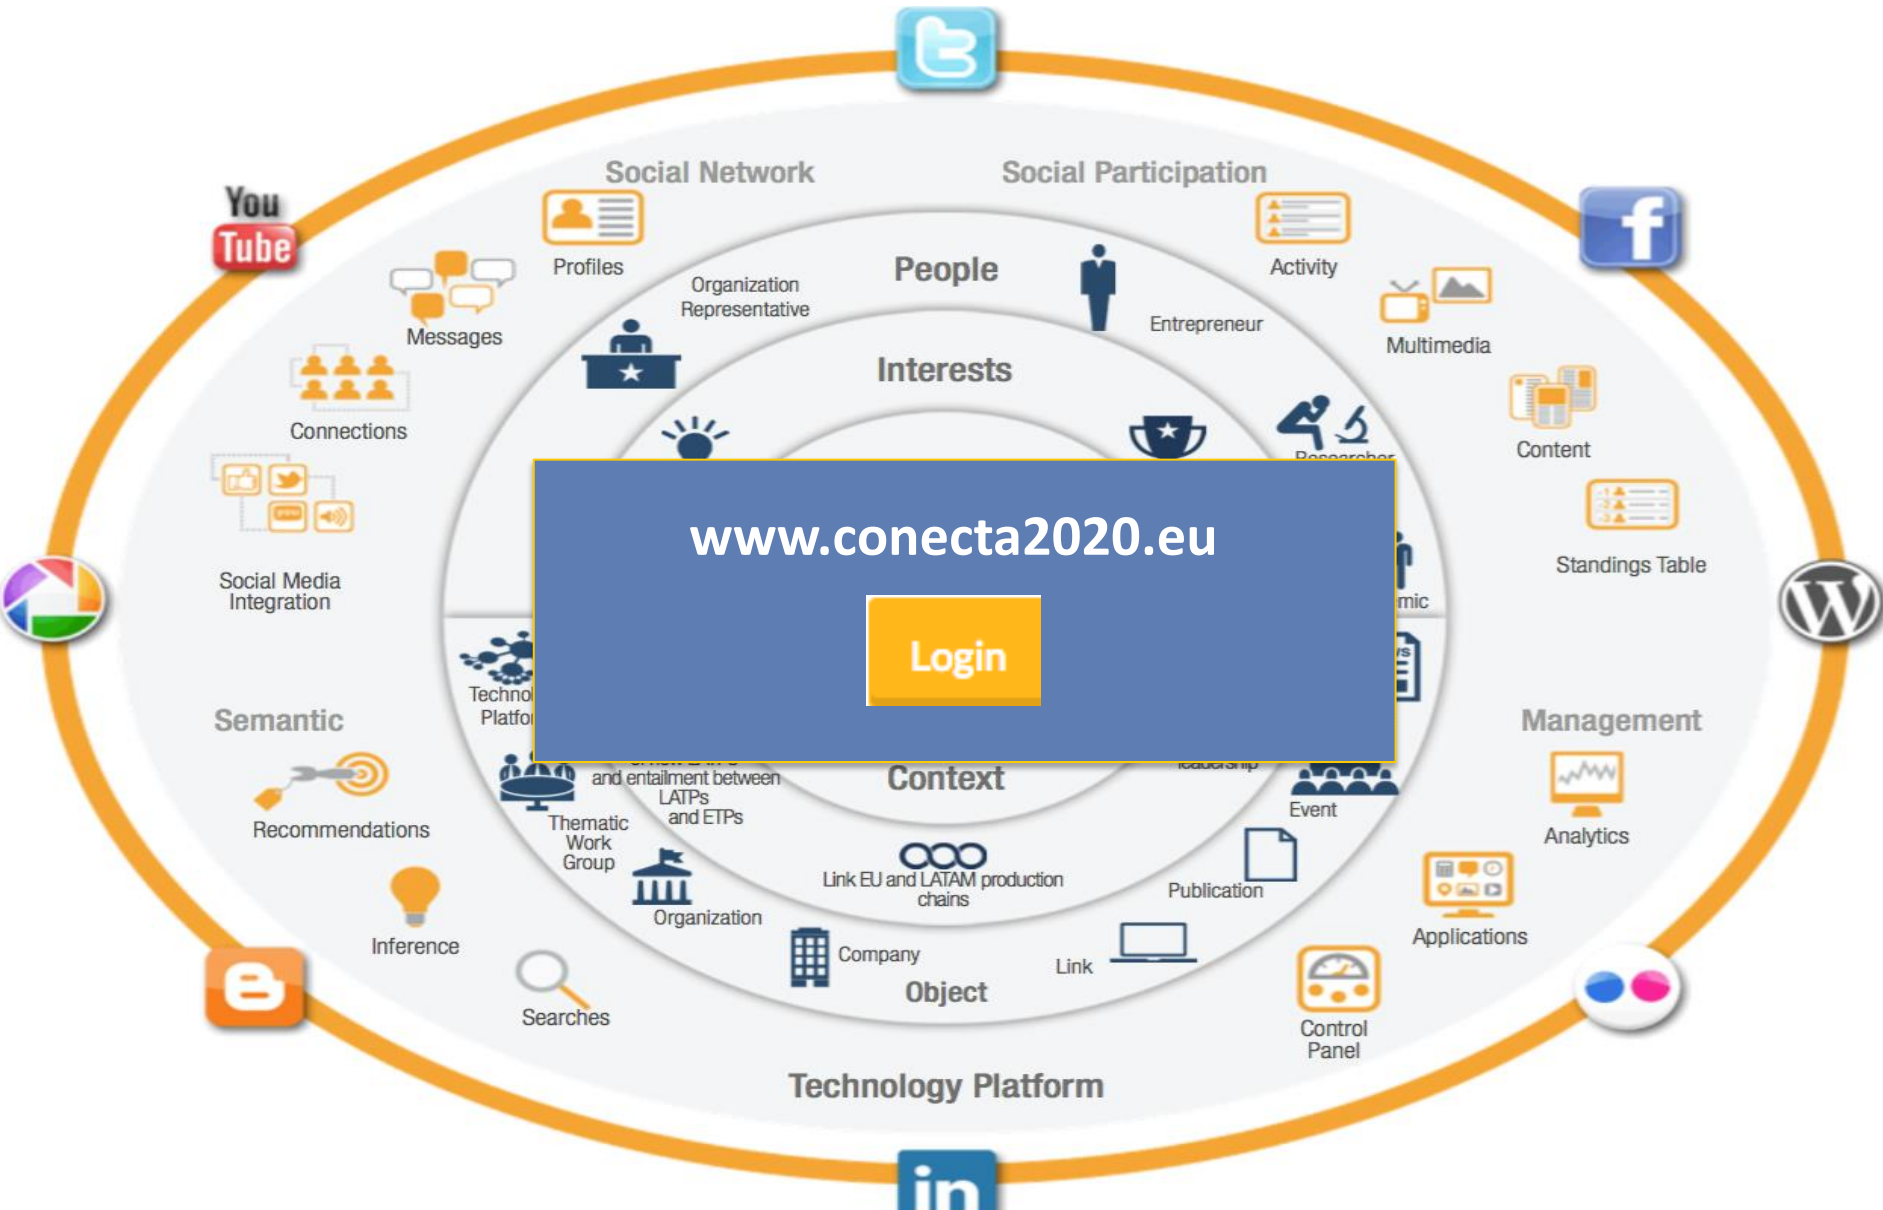 Social Network
Social Participation
You
Tube
Profiles
Activity
People
Organization
Representative
Entrepreneur
Messages
Multimedia
Interests
Connections
Content
Researcher
www.conecta2020.eu
Login
Social Media
Integration
Standings Table
Semantic
Management
and entailment between
LATPs
and ETPs
Context
leadership
Event
Recommendations
Analytics
Thematic
Work
Group
Link EU and LATAM production
chains
Publication
Organization
Inference
Applications
Company
Link
Object
Searches
Control
Panel
Technology Platform
in